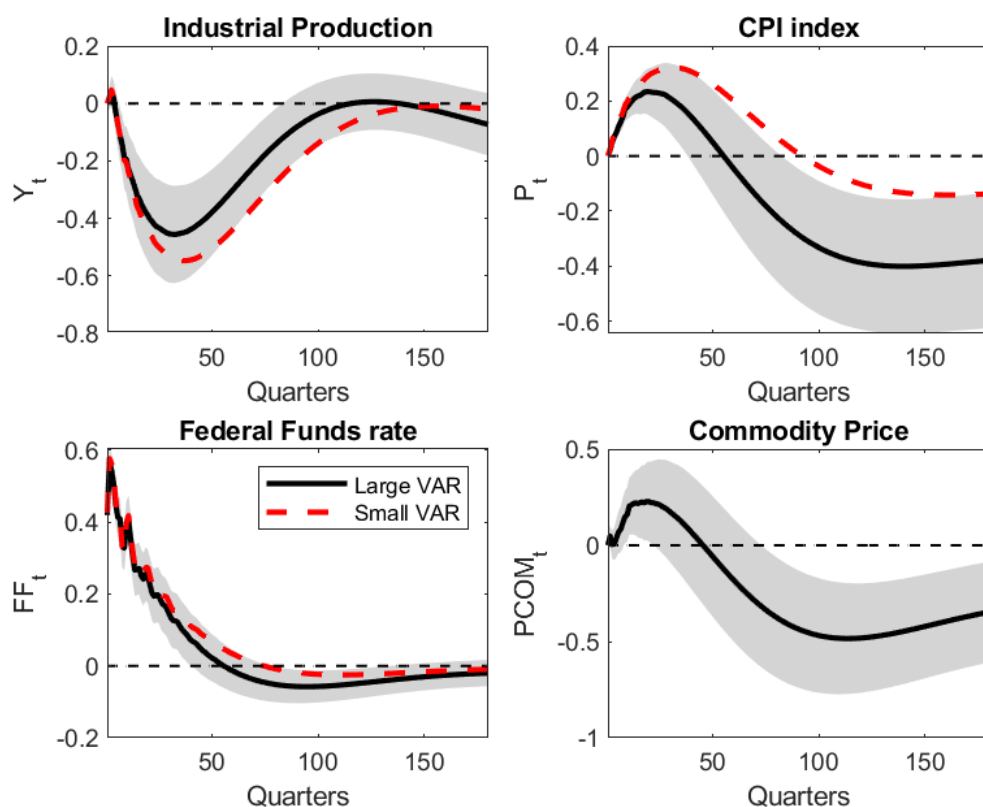 Industrial Production
0.2
0
-0.2
-0.4
-0.6
-0.8
Y_t
50 100 150
Quarters
CPI index
0.4
0.2
0
-0.2
-0.4
-0.6
P_t
50 100 150
Quarters
Federal Funds rate
0.6
0.4
0.2
0
-0.2
FF_t
Large VAR
Small VAR
50 100 150
Quarters
Commodity Price
0.5
0
-0.5
-1
PCOM_t
50 100 150
Quarters